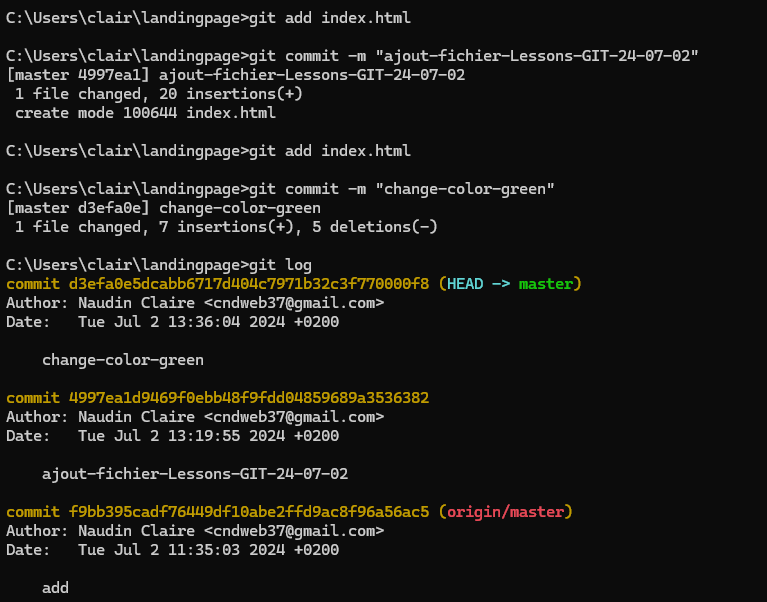 C:\Users\clair\landingpage>git add index.html
C:\Users\clair\landingpage>git commit -m "ajout-fichier-Lessons-GIT-24-07-02"
[master 4997ea1] ajout-fichier-Lessons-GIT-24-07-02
 1 file changed, 20 insertions(+)
 create mode 100644 index.html
C:\Users\clair\landingpage>git add index.html
C:\Users\clair\landingpage>git commit -m "change-color-green"
[master d3efa0e] change-color-green
 1 file changed, 7 insertions(+), 5 deletions(-)
C:\Users\clair\landingpage>git log
commit d3efa0e5dcabb6717d404c7971b32c3f770000f8 (HEAD -> master)
Author: Naudin Claire <cndweb37@gmail.com>
Date:   Tue Jul 2 13:36:04 2024 +0200
    change-color-green
commit 4997ea1d9469f0ebb48f9fdd04859689a3536382
Author: Naudin Claire <cndweb37@gmail.com>
Date:   Tue Jul 2 13:19:55 2024 +0200
    ajout-fichier-Lessons-GIT-24-07-02
commit f9bb395cadf76449df10abe2ffd9ac8f96a56ac5 (origin/master)
Author: Naudin Claire <cndweb37@gmail.com>
Date:   Tue Jul 2 11:35:03 2024 +0200
    add